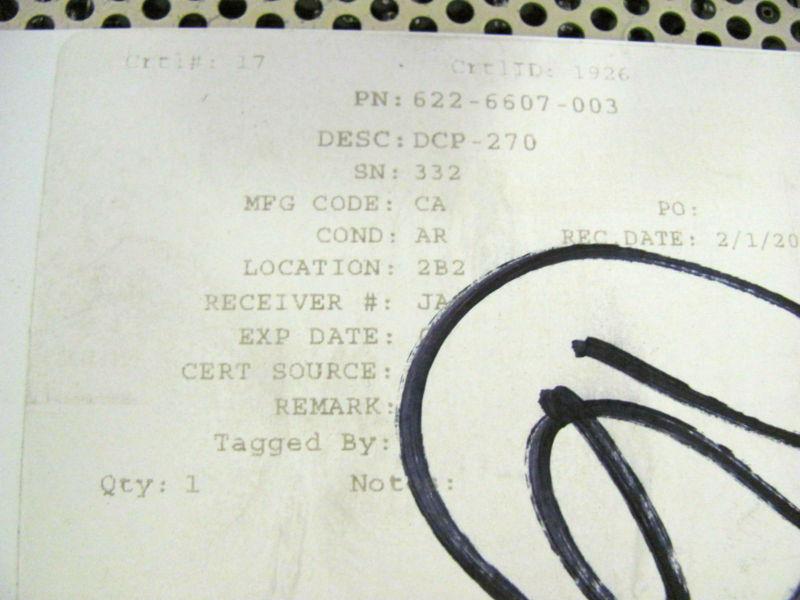 Crtl#: 17 CrtlID: 1926
PN: 622-6607-003
DESC: DCP-270
SN: 332
MFG CODE: CA PO:
COND: AR REC.DATE: 2/1/20
LOCATION: 2B2
RECEIVER #: JA
EXP DATE:
CERT SOURCE:
REMARK:
Tagged By:
Qty: 1 Notes: